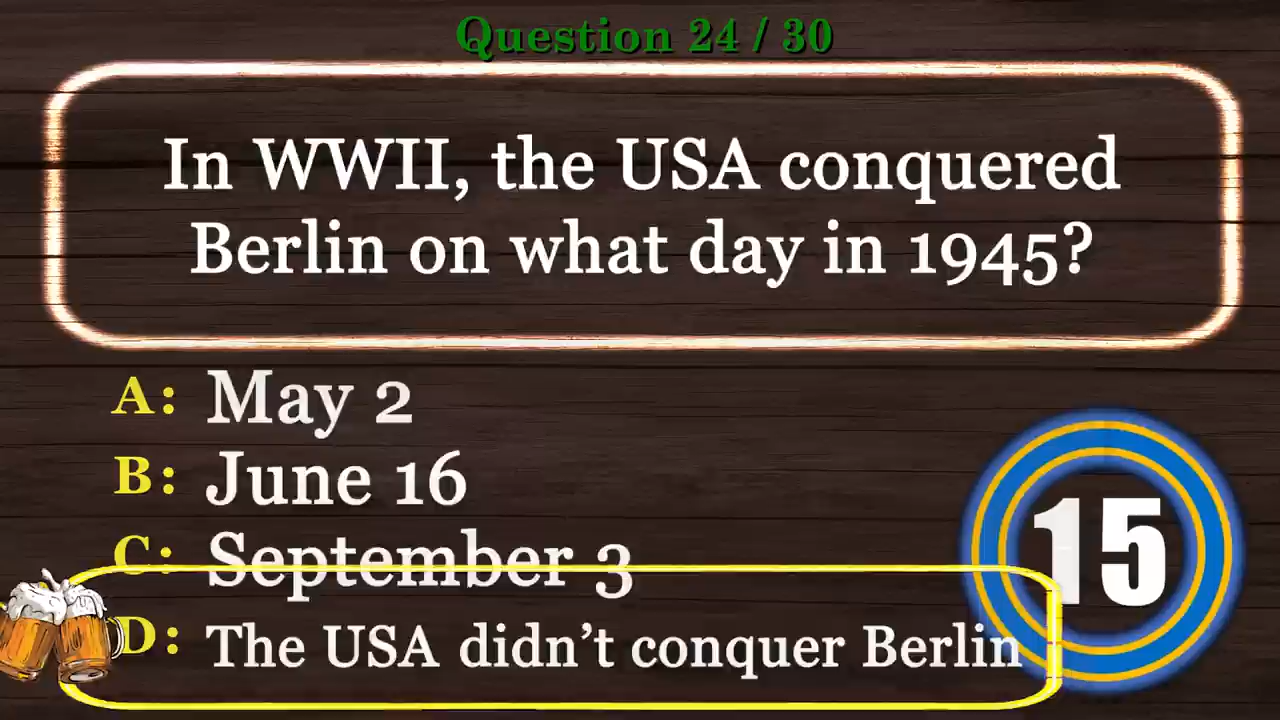 Question 24 / 30
In WWII, the USA conquered
Berlin on what day in 1945?
A: May 2
B: June 16
C: September 3
15
D: The USA didn’t conquer Berlin